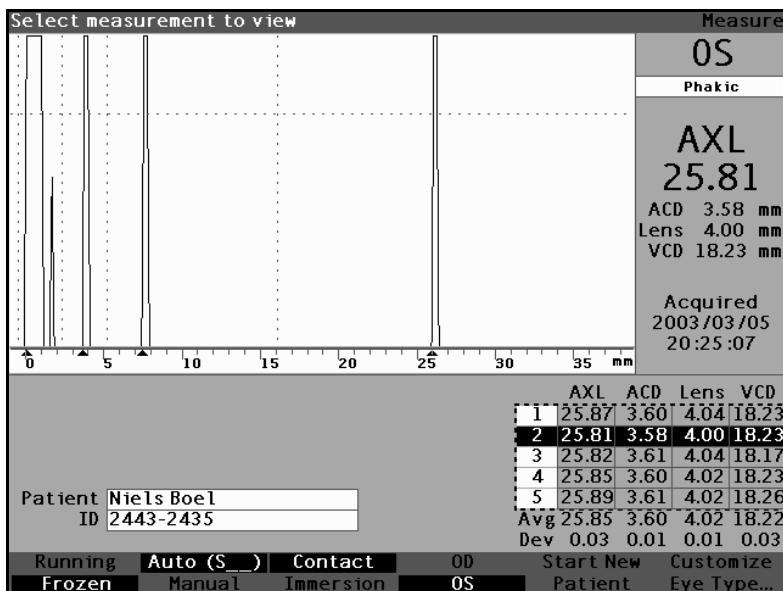 Select measurement to view Measure
OS
Phakic
AXL
25.81
ACD 3.58 mm
Lens 4.00 mm
VCD 18.23 mm
Acquired
2003/03/05
20:25:07
0 5 10 15 20 25 30 35 mm
AXL ACD Lens VCD
1 25.87 3.60 4.04 18.23
2 25.81 3.58 4.00 18.23
3 25.82 3.61 4.04 18.17
4 25.85 3.60 4.02 18.23
5 25.89 3.61 4.02 18.26
Avg 25.85 3.60 4.02 18.22
Dev 0.03 0.01 0.01 0.03
Patient Niels Boel
ID 2443-2435
Running Auto (S__) Contact OD Start New Customize
Frozen Manual Immersion OS Patient Eye Type...